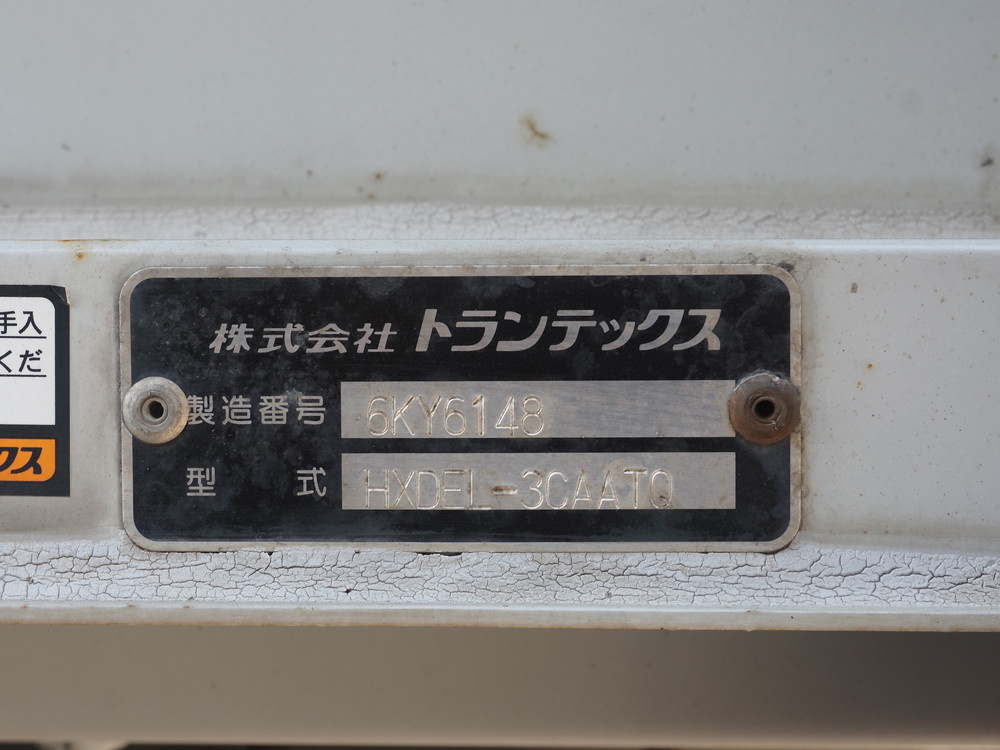 株式会社 トランテックス
製造番号 6KY6148
型式 HXDEL-3CAATQ
手入
くだ
クス